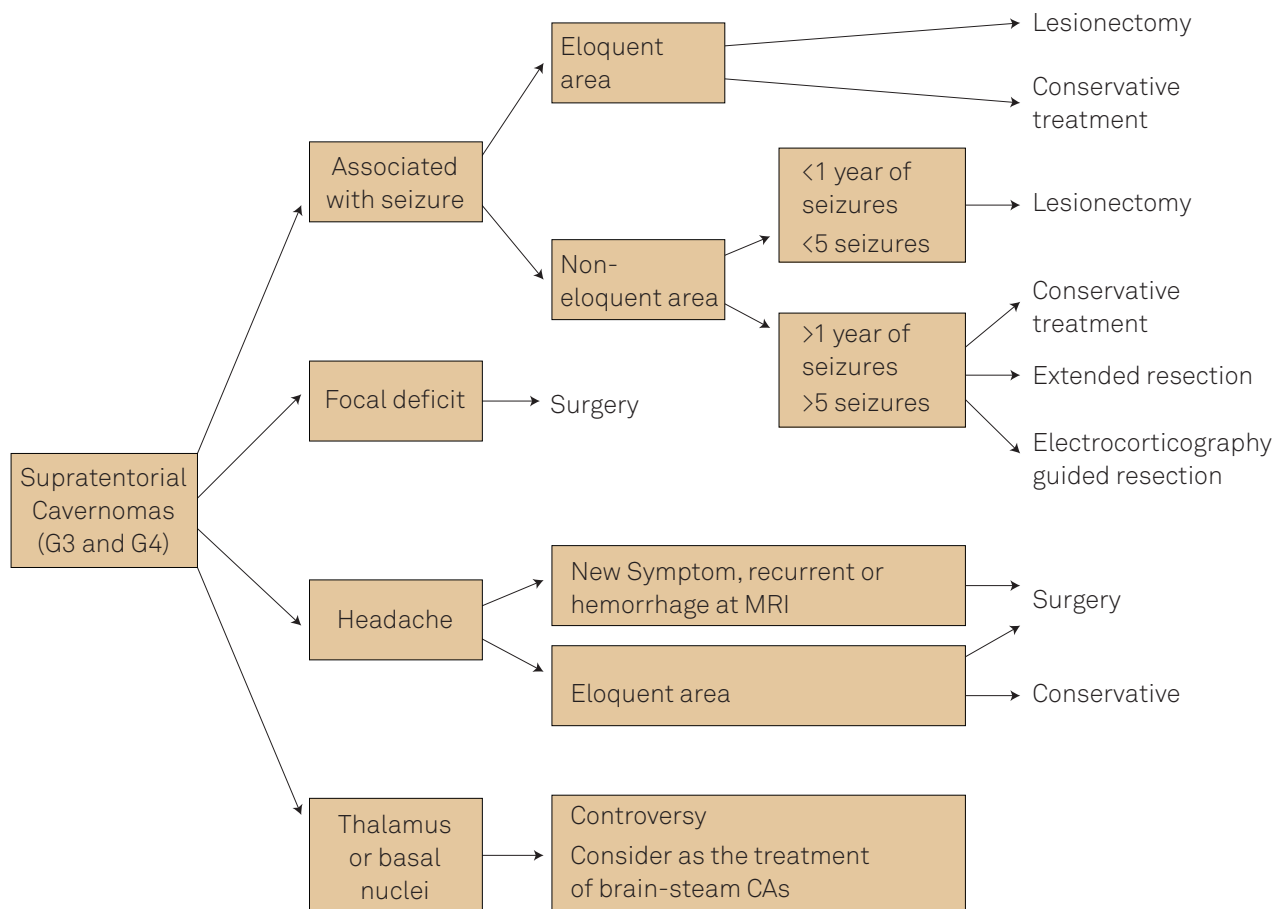 Supratentorial
Cavernomas
(G3 and G4)
Associated
with seizure
Eloquent
area
Lesionectomy
Conservative
treatment
Non-
eloquent area
<1 year of
seizures
<5 seizures
Lesionectomy
>1 year of
seizures
>5 seizures
Conservative
treatment
Extended resection
Electrocorticography
guided resection
Focal deficit
Surgery
Headache
New Symptom, recurrent or
hemorrhage at MRI
Surgery
Eloquent area
Conservative
Thalamus
or basal
nuclei
Controversy
Consider as the treatment
of brain-steam CAs